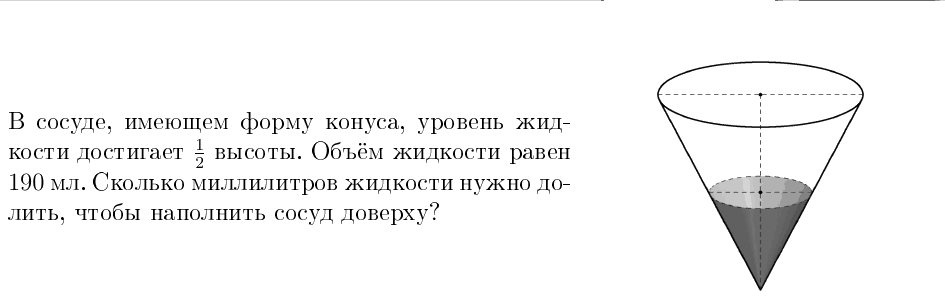 В сосуде, имеющем форму конуса, уровень жид-
кости достигает 1/2 высоты. Объём жидкости равен
190 мл. Сколько миллилитров жидкости нужно до-
лить, чтобы наполнить сосуд доверху?